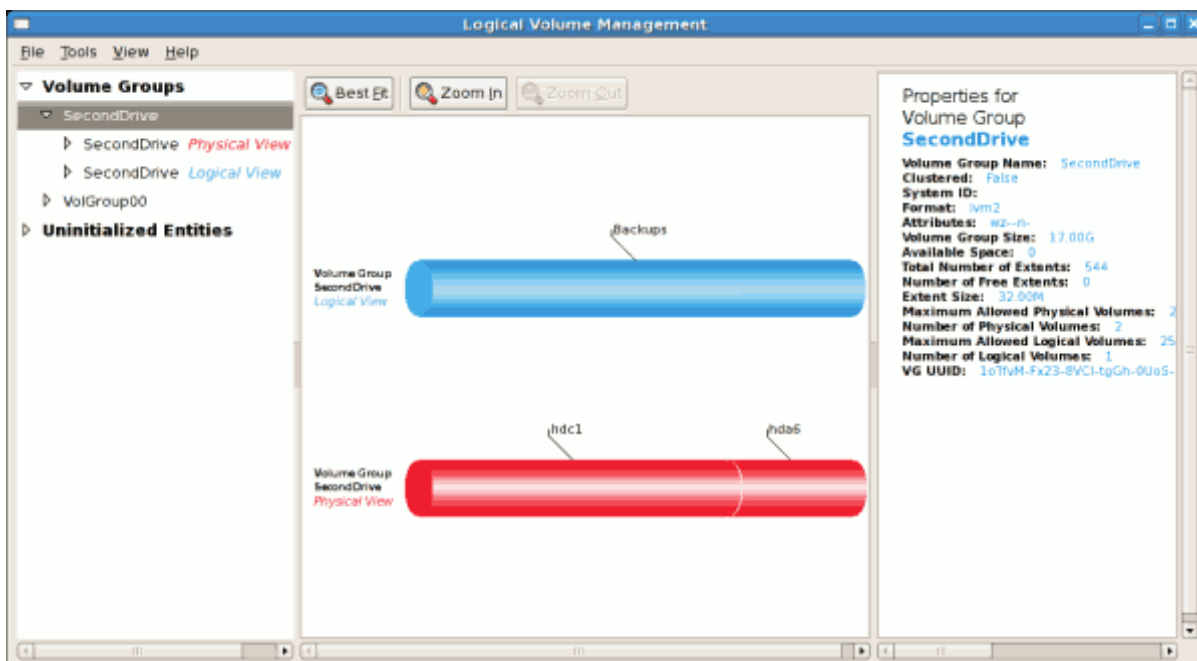 Logical Volume Management
File Tools View Help
Volume Groups
SecondDrive
SecondDrive Physical View
SecondDrive Logical View
VolGroup00
Uninitialized Entities
Best Fit Zoom In Zoom Out
Backups
Volume Group
SecondDrive
Logical View
hdc1 hda6
Volume Group
SecondDrive
Physical View
Properties for
Volume Group
SecondDrive
Volume Group Name: SecondDrive
Clustered: False
System ID:
Format: lvm2
Attributes: wz--n-
Volume Group Size: 17.00G
Available Space: 0
Total Number of Extents: 544
Number of Free Extents: 0
Extent Size: 32.00M
Maximum Allowed Physical Volumes: 2
Number of Physical Volumes: 2
Maximum Allowed Logical Volumes: 25
Number of Logical Volumes: 1
VG UUID: